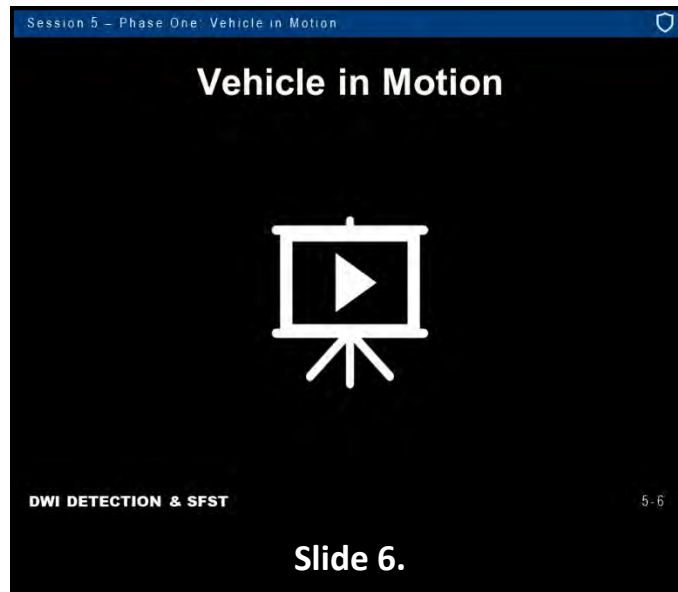 Session 5 – Phase One: Vehicle in Motion
Vehicle in Motion
DWI DETECTION & SFST
5-6
Slide 6.